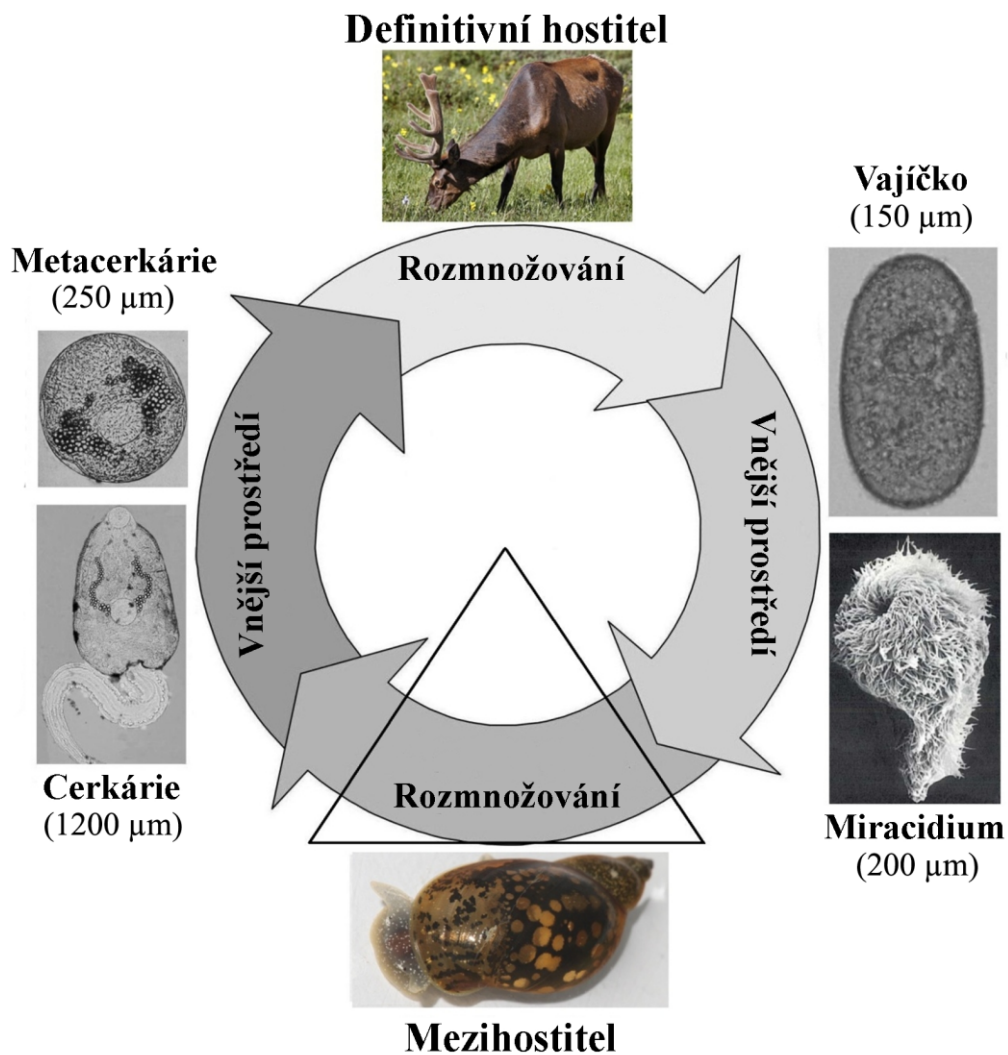 Definitivní hostitel
Vajíčko
(150 µm)
Metacerkárie
(250 µm)
Rozmnožování
Vnější prostředí
Vnější prostředí
Rozmnožování
Cerkárie
(1200 µm)
Miracidium
(200 µm)
Mezihostitel